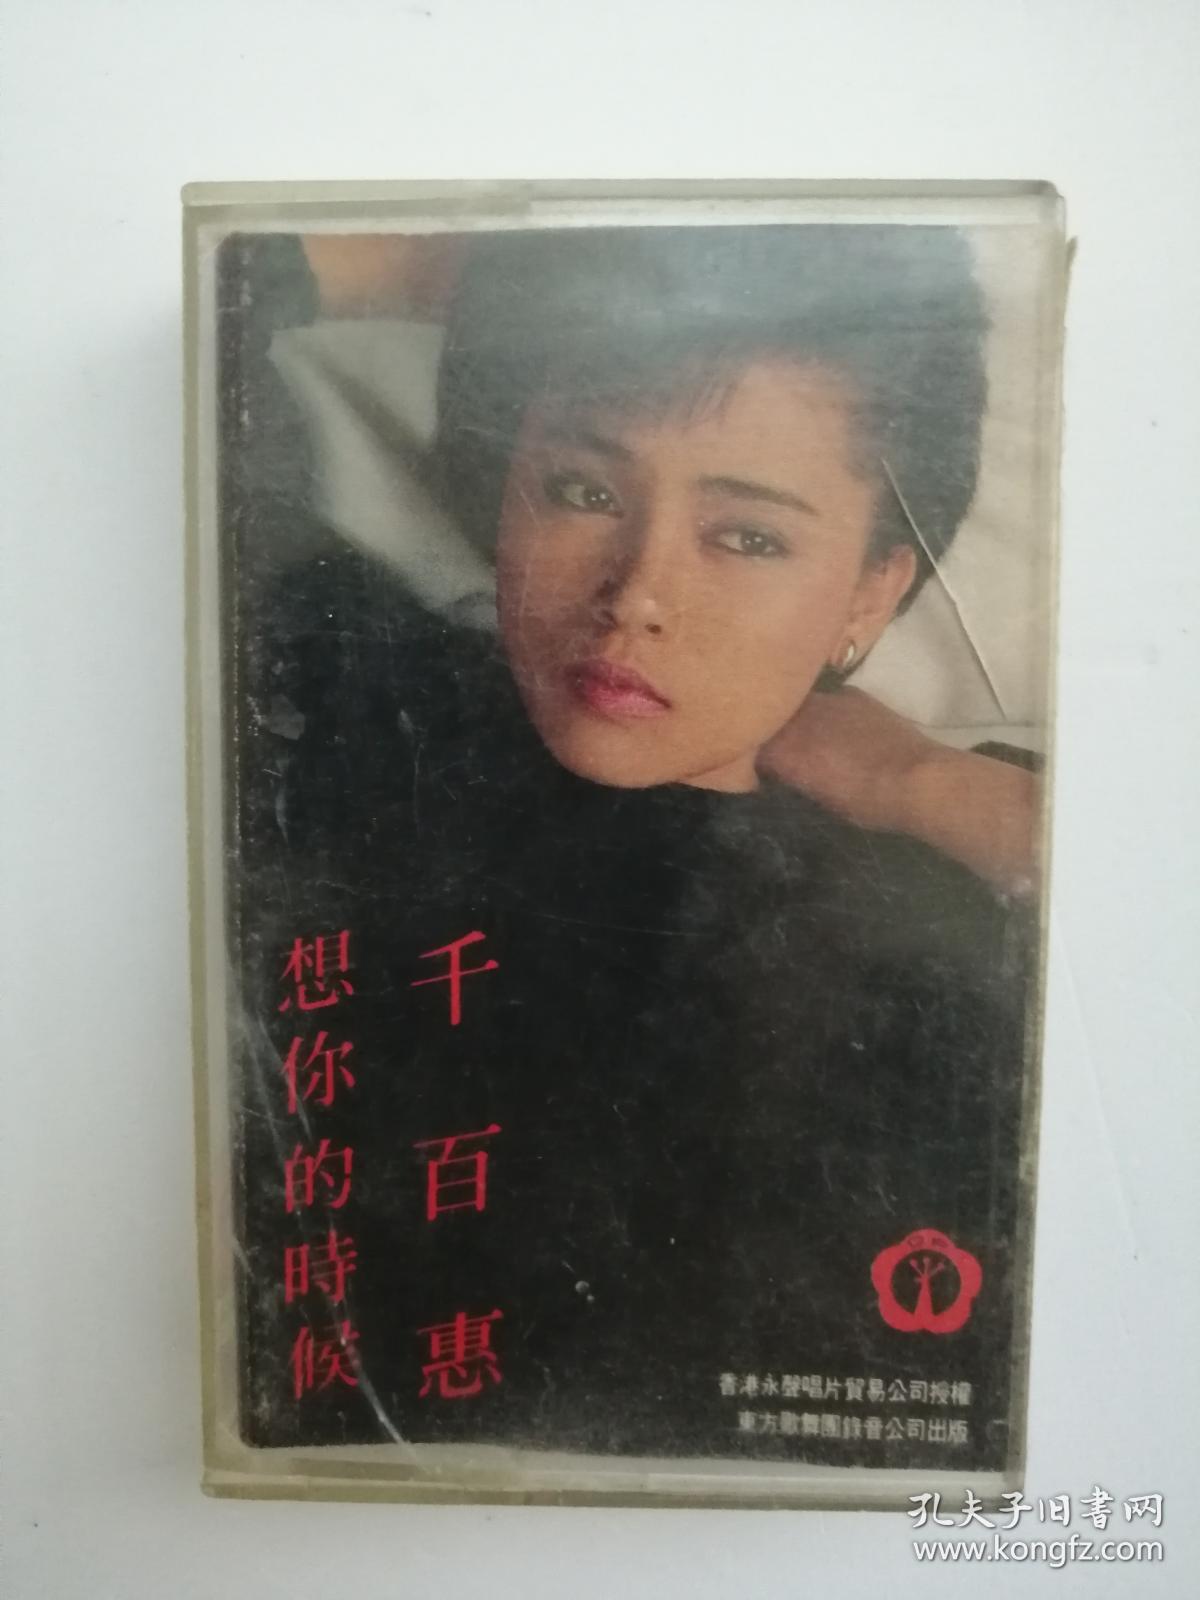 千百惠
想你的時候
香港永聲唱片貿易公司授權
東方歌舞團錄音公司出版
孔夫子旧书网
www.kongfz.com